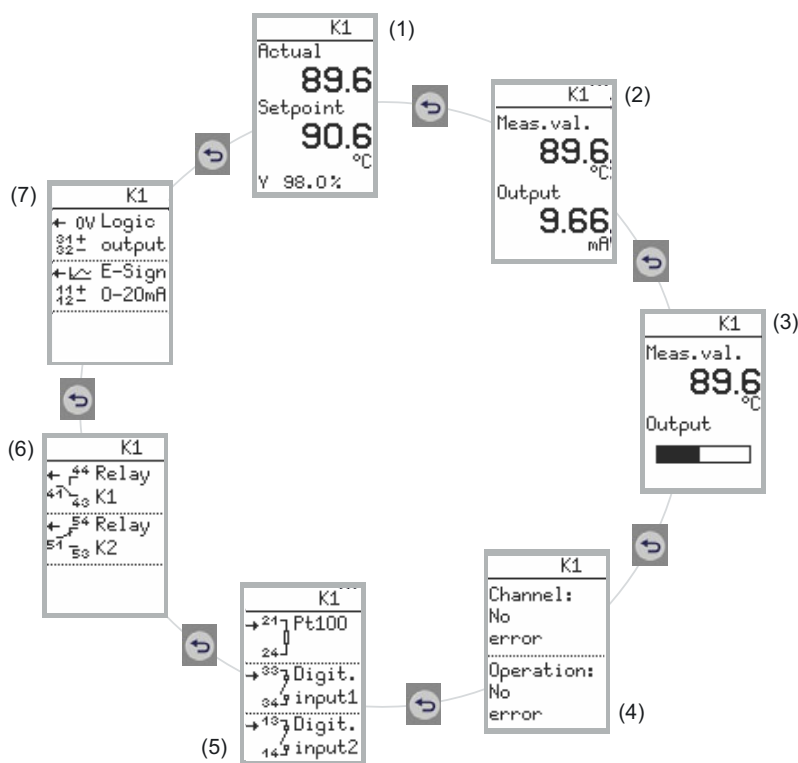 K1
(1)
Actual
89.6
Setpoint
90.6
°C
Y 98.0%
K1
(2)
Meas.val.
89.6
°C
Output
9.66
mA
K1
(3)
Meas.val.
89.6
°C
Output
K1
Channel:
No
error
Operation:
No
error
(4)
K1
21 Pt100
24
33 Digit.
34 input1
13 Digit.
14 input2
(5)
(6)
K1
44 Relay
41 43 K1
54 Relay
51 53 K2
(7)
K1
0V Logic
31+
32- output
E-Sign
11+
12- 0-20mA